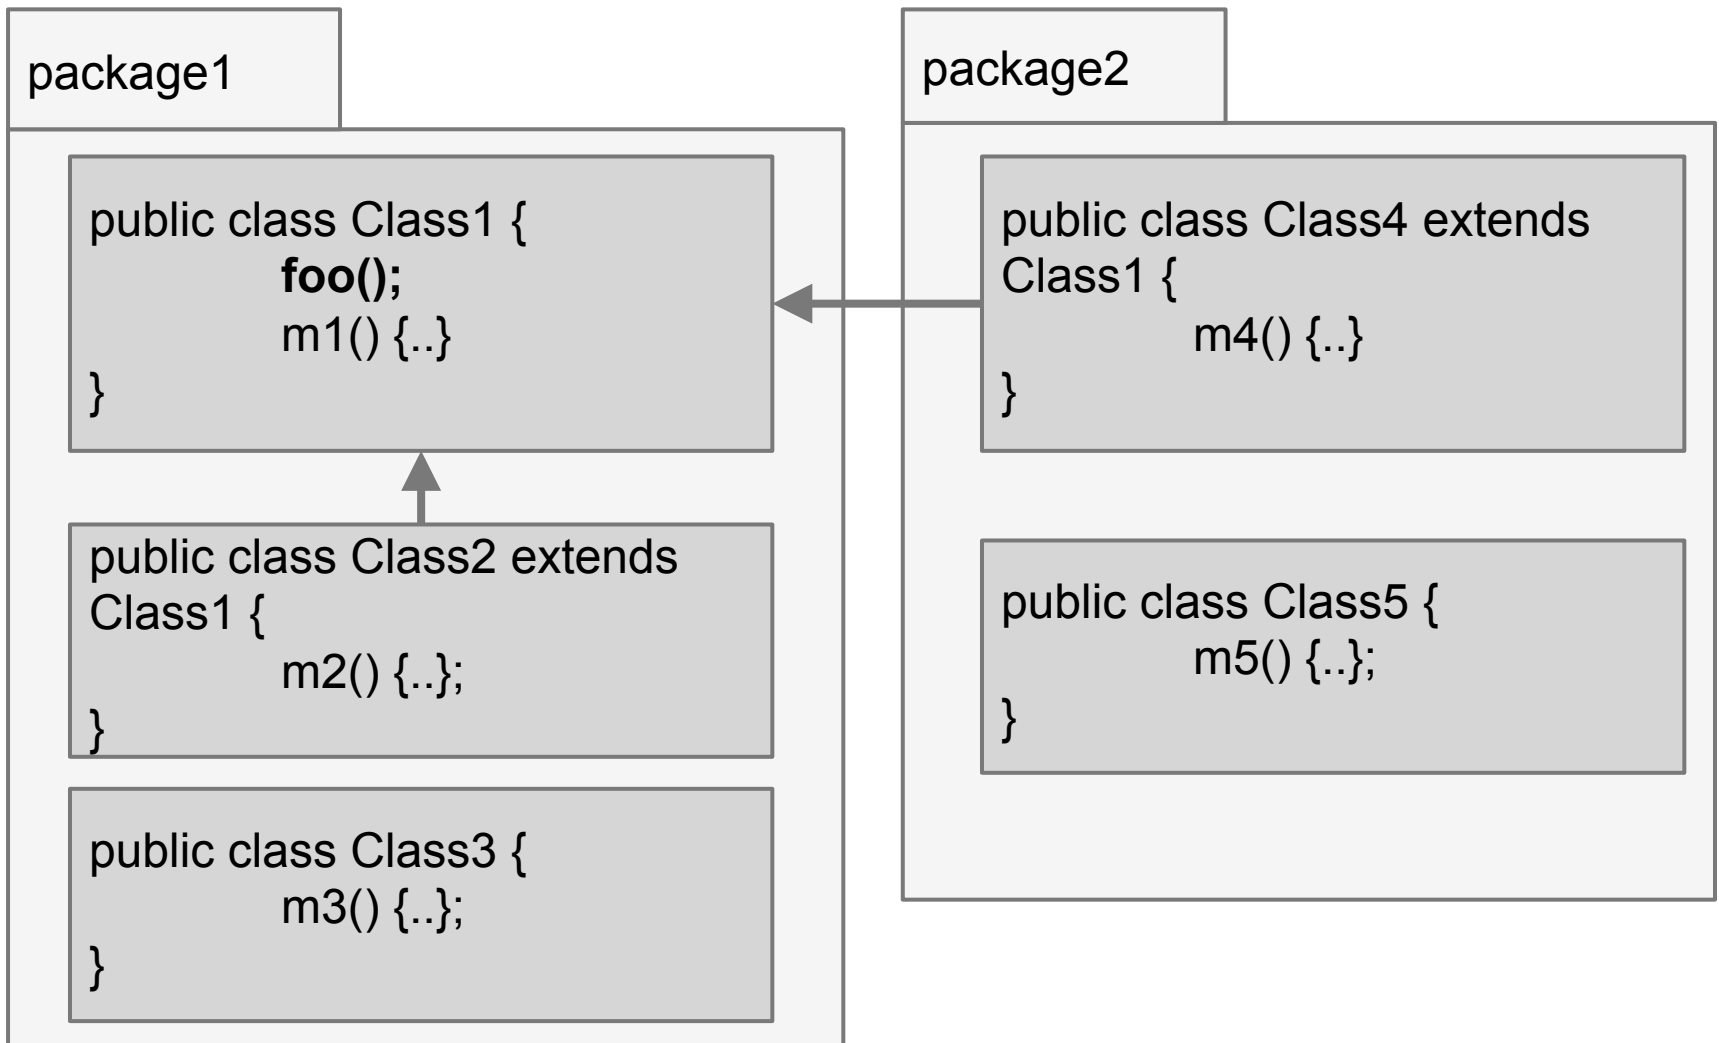 package1
public class Class1 {
foo();
m1() {..}
}
public class Class2 extends
Class1 {
m2() {..};
}
public class Class3 {
m3() {..};
}
package2
public class Class4 extends
Class1 {
m4() {..}
}
public class Class5 {
m5() {..};
}